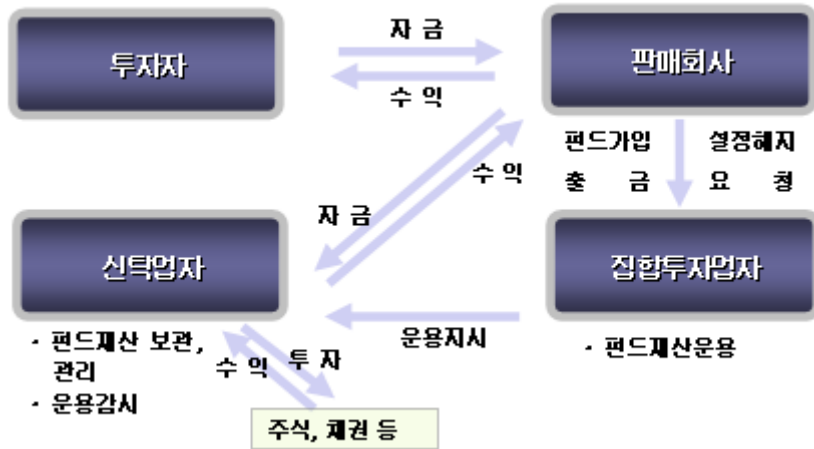 자 금
투자자
판매회사
수 익
펀드가입 설정해지
출 금 요 청
수 익
자 금
신탁업자
집합투자업자
운용지시
· 펀드재산 보관,
관리
· 운용감시
수 익
투 자
· 펀드재산운용
주식, 채권 등